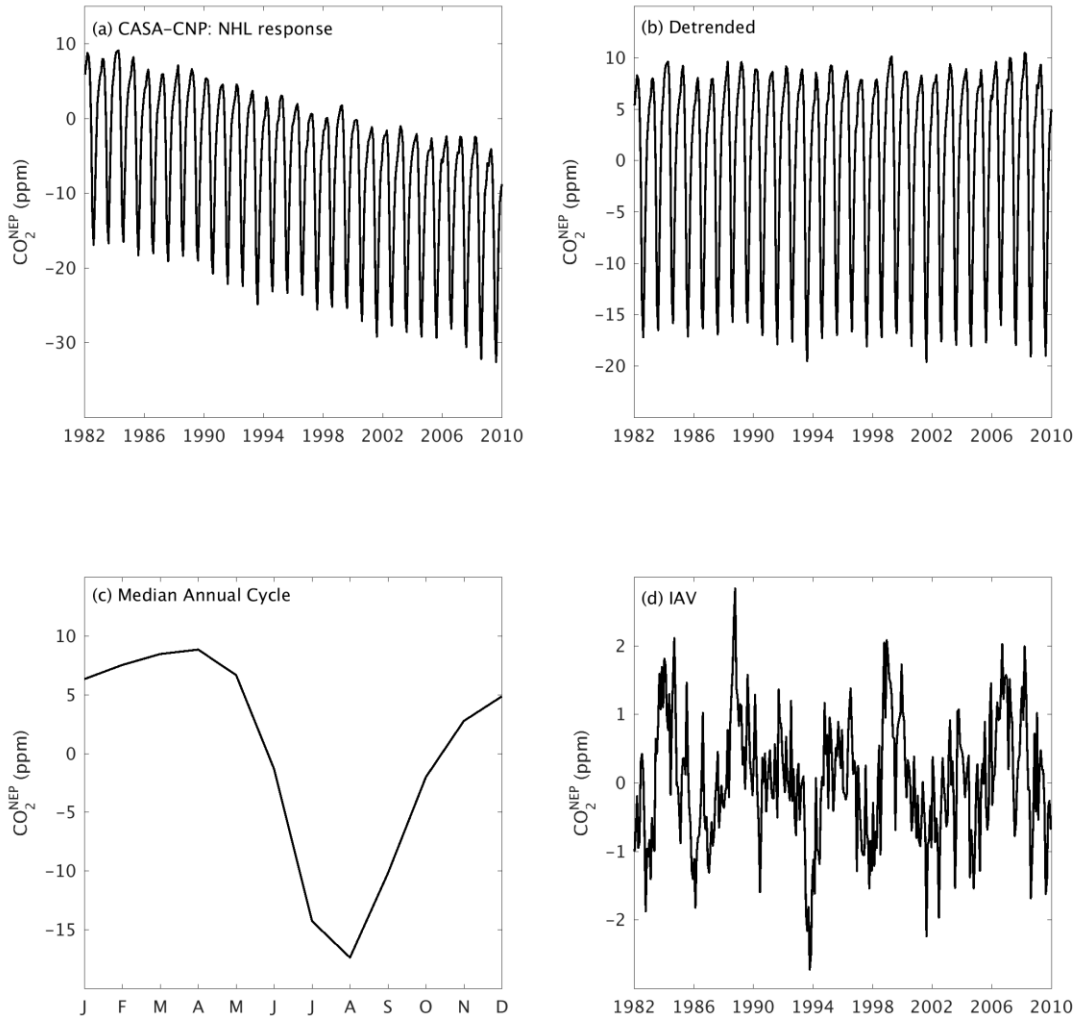 (a) CASA−CNP: NHL response
10
0
−10
−20
−30
CO₂ᴺᴱᴾ (ppm)
1982 1986 1990 1994 1998 2002 2006 2010
(b) Detrended
10
5
0
−5
−10
−15
−20
CO₂ᴺᴱᴾ (ppm)
1982 1986 1990 1994 1998 2002 2006 2010
(c) Median Annual Cycle
10
5
0
−5
−10
−15
CO₂ᴺᴱᴾ (ppm)
J F M A M J J A S O N D
(d) IAV
2
1
0
−1
−2
CO₂ᴺᴱᴾ (ppm)
1982 1986 1990 1994 1998 2002 2006 2010